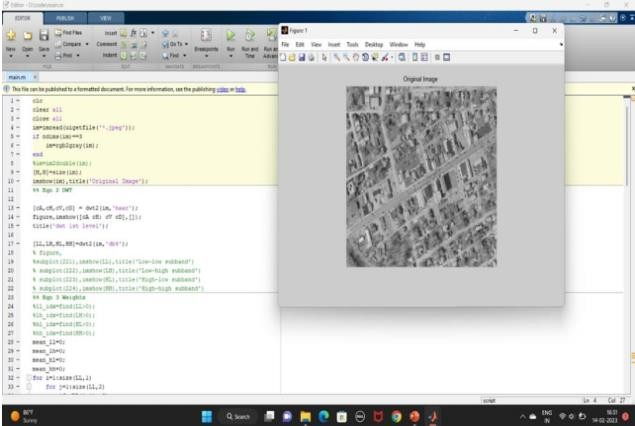 Editor - D:\code\main.m
EDITOR PUBLISH VIEW
New Open Save Find Files Compare Print Insert Comment Indent Go To Find Breakpoints Run Run and Time Run and Advance
FILE EDIT NAVIGATE BREAKPOINTS RUN
main.m
This file can be published to a formatted document. For more information, see the publishing video or help.
1 clc
2 clear all
3 close all
4 im=imread(uigetfile('*.jpeg'));
5 if ndims(im)==3
6 im=rgb2gray(im);
7 end
8 %im=im2double(im);
9 [M,N]=size(im);
10 imshow(im),title('Original Image');
11 %% Eqn 2 DWT
12
13 [cA,cH,cV,cD] = dwt2(im,'haar');
14 figure,imshow([cA cH; cV cD],[]);
15 title('dwt 1st level');
16
17 [LL,LH,HL,HH]=dwt2(im,'db4');
18 % figure,
19 %subplot(221),imshow(LL),title('Low-low subband')
20 % subplot(222),imshow(LH),title('Low-high subband')
21 % subplot(223),imshow(HL),title('High-low subband')
22 % subplot(224),imshow(HH),title('High-high subband')
23 %% Eqn 3 Weights
24 %ll_idx=find(LL>0);
25 %lh_idx=find(LH>0);
26 %hl_idx=find(HL>0);
27 %hh_idx=find(HH>0);
28 mean_ll=0;
29 mean_lh=0;
30 mean_hl=0;
31 mean_hh=0;
32 for i=1:size(LL,1)
33 for j=1:size(LL,2)
Figure 1
File Edit View Insert Tools Desktop Window Help
Original Image
script Ln 4 Col 27
80°F
Sunny
Search
ENG
IN
16:51
14-02-2023